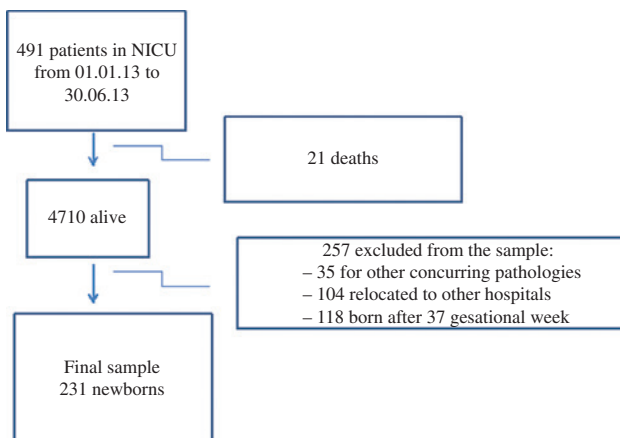 491 patients in NICU
from 01.01.13 to
30.06.13
21 deaths
4710 alive
257 excluded from the sample:
– 35 for other concurring pathologies
– 104 relocated to other hospitals
– 118 born after 37 gesational week
Final sample
231 newborns